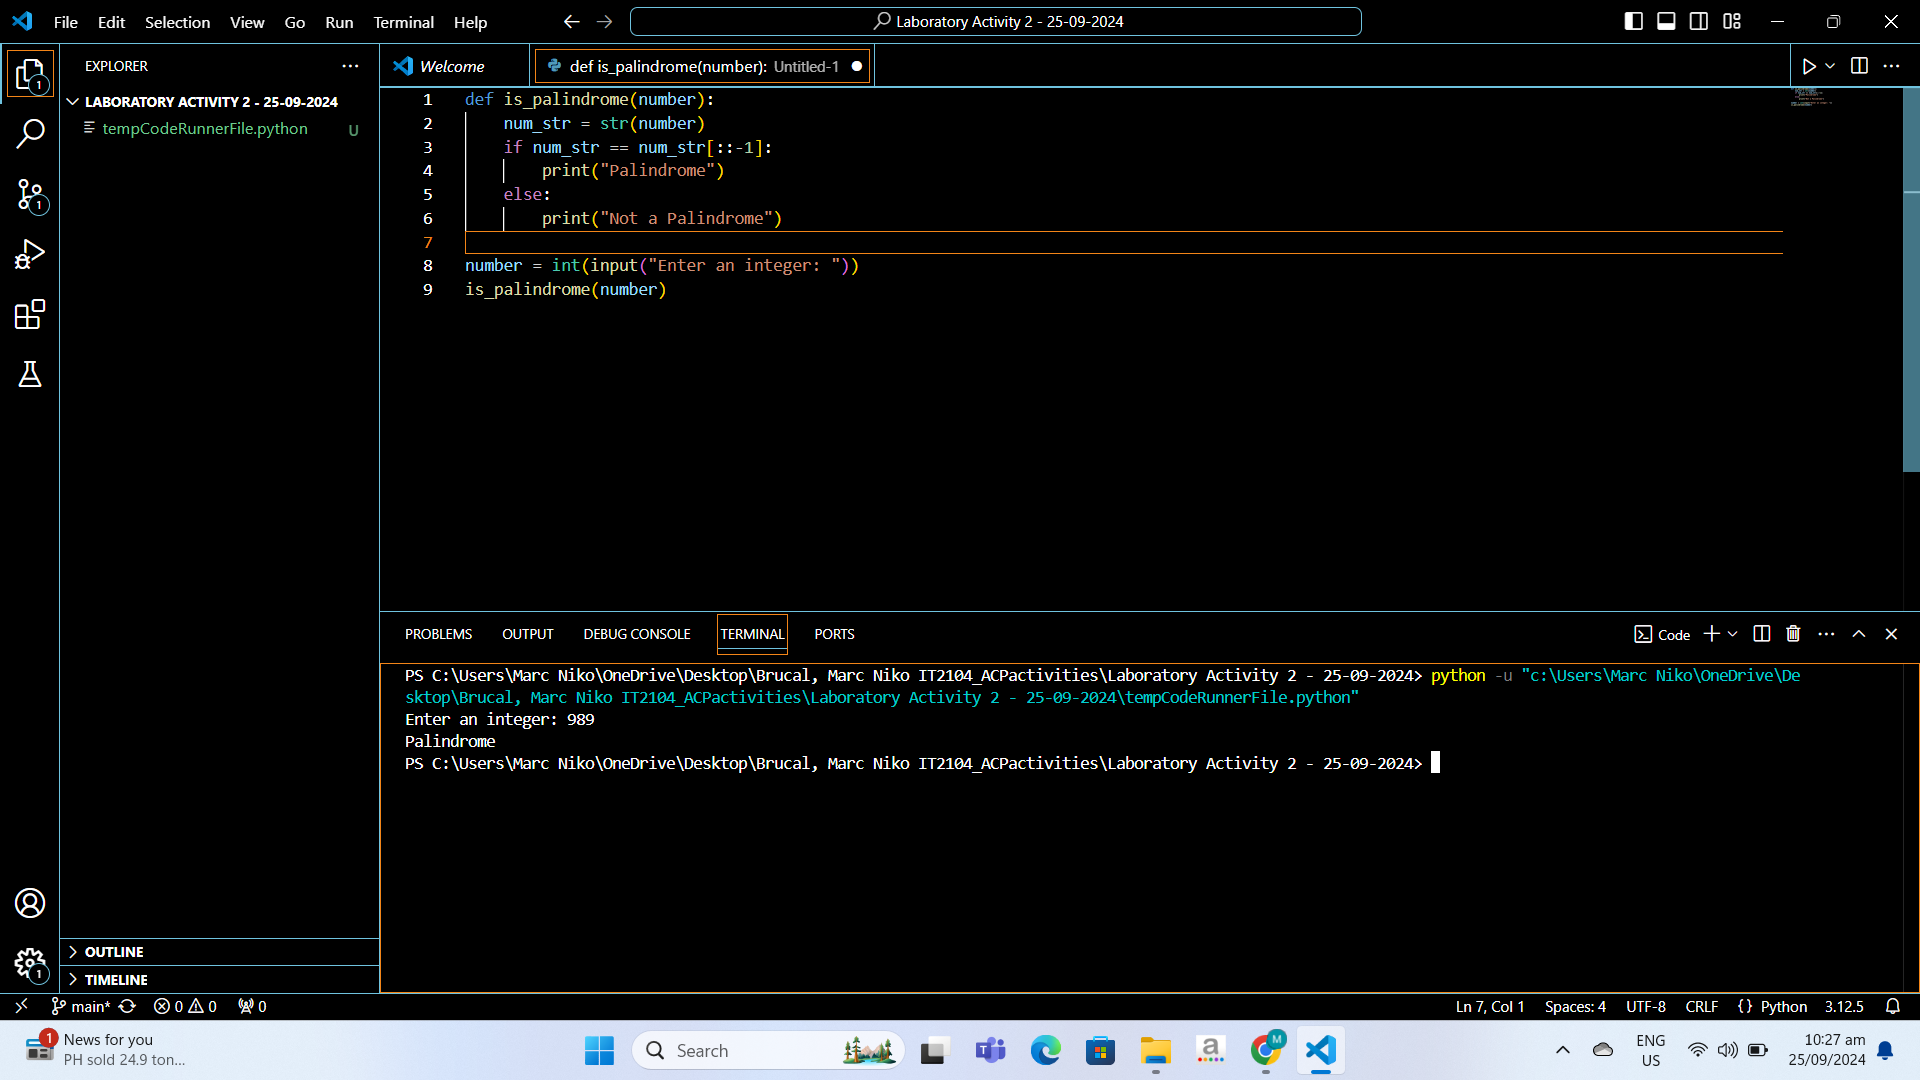 File Edit Selection View Go Run Terminal Help
Laboratory Activity 2 - 25-09-2024
EXPLORER
LABORATORY ACTIVITY 2 - 25-09-2024
tempCodeRunnerFile.python U
1
1
1
OUTLINE
TIMELINE
Welcome
def is_palindrome(number): Untitled-1
1 def is_palindrome(number):
2     num_str = str(number)
3     if num_str == num_str[::-1]:
4         print("Palindrome")
5     else:
6         print("Not a Palindrome")
7
8 number = int(input("Enter an integer: "))
9 is_palindrome(number)
PROBLEMS OUTPUT DEBUG CONSOLE TERMINAL PORTS
Code
PS C:\Users\Marc Niko\OneDrive\Desktop\Brucal, Marc Niko IT2104_ACPactivities\Laboratory Activity 2 - 25-09-2024> python -u "c:\Users\Marc Niko\OneDrive\De
sktop\Brucal, Marc Niko IT2104_ACPactivities\Laboratory Activity 2 - 25-09-2024\tempCodeRunnerFile.python"
Enter an integer: 989
Palindrome
PS C:\Users\Marc Niko\OneDrive\Desktop\Brucal, Marc Niko IT2104_ACPactivities\Laboratory Activity 2 - 25-09-2024>
main* 0 0 0
Ln 7, Col 1 Spaces: 4 UTF-8 CRLF {} Python 3.12.5
1
News for you
PH sold 24.9 ton...
Search
a
M
ENG
US
10:27 am
25/09/2024